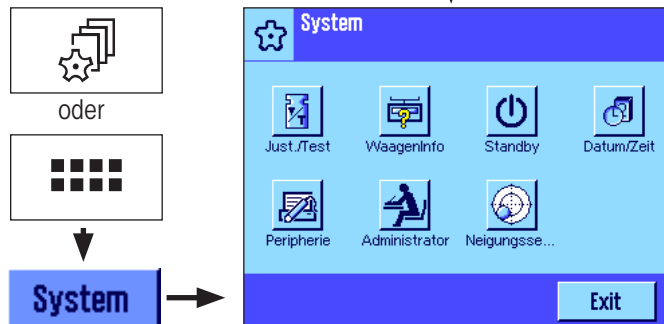 oder
System
System
Just./Test
WaagenInfo
Standby
Datum/Zeit
Peripherie
Administrator
Neigungsse...
Exit